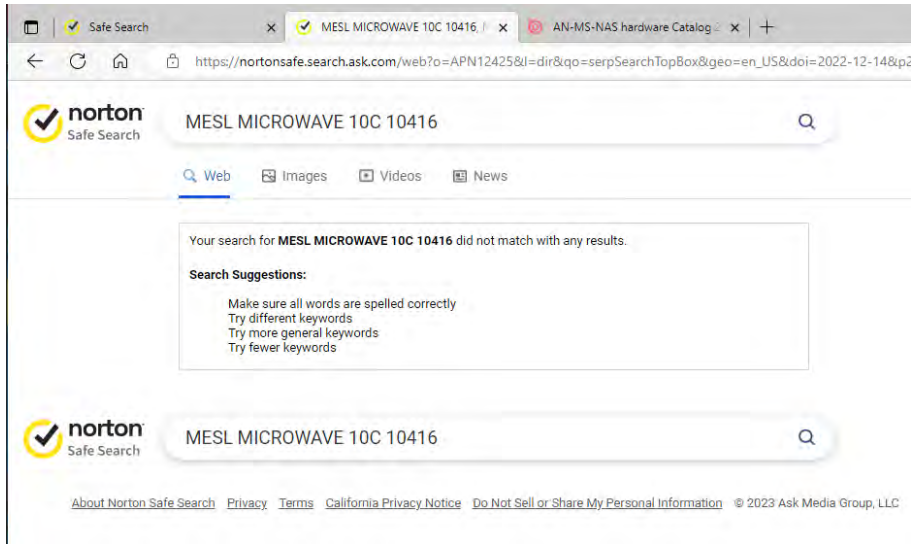 Safe Search
MESL MICROWAVE 10C 10416,
AN-MS-NAS hardware Catalog
https://nortonsafe.search.ask.com/web?o=APN12425&l=dir&qo=serpSearchTopBox&geo=en_US&doi=2022-12-14&p2
norton
Safe Search
MESL MICROWAVE 10C 10416
Web Images Videos News
Your search for MESL MICROWAVE 10C 10416 did not match with any results.
Search Suggestions:
Make sure all words are spelled correctly
Try different keywords
Try more general keywords
Try fewer keywords
norton
Safe Search
MESL MICROWAVE 10C 10416
About Norton Safe Search Privacy Terms California Privacy Notice Do Not Sell or Share My Personal Information © 2023 Ask Media Group, LLC